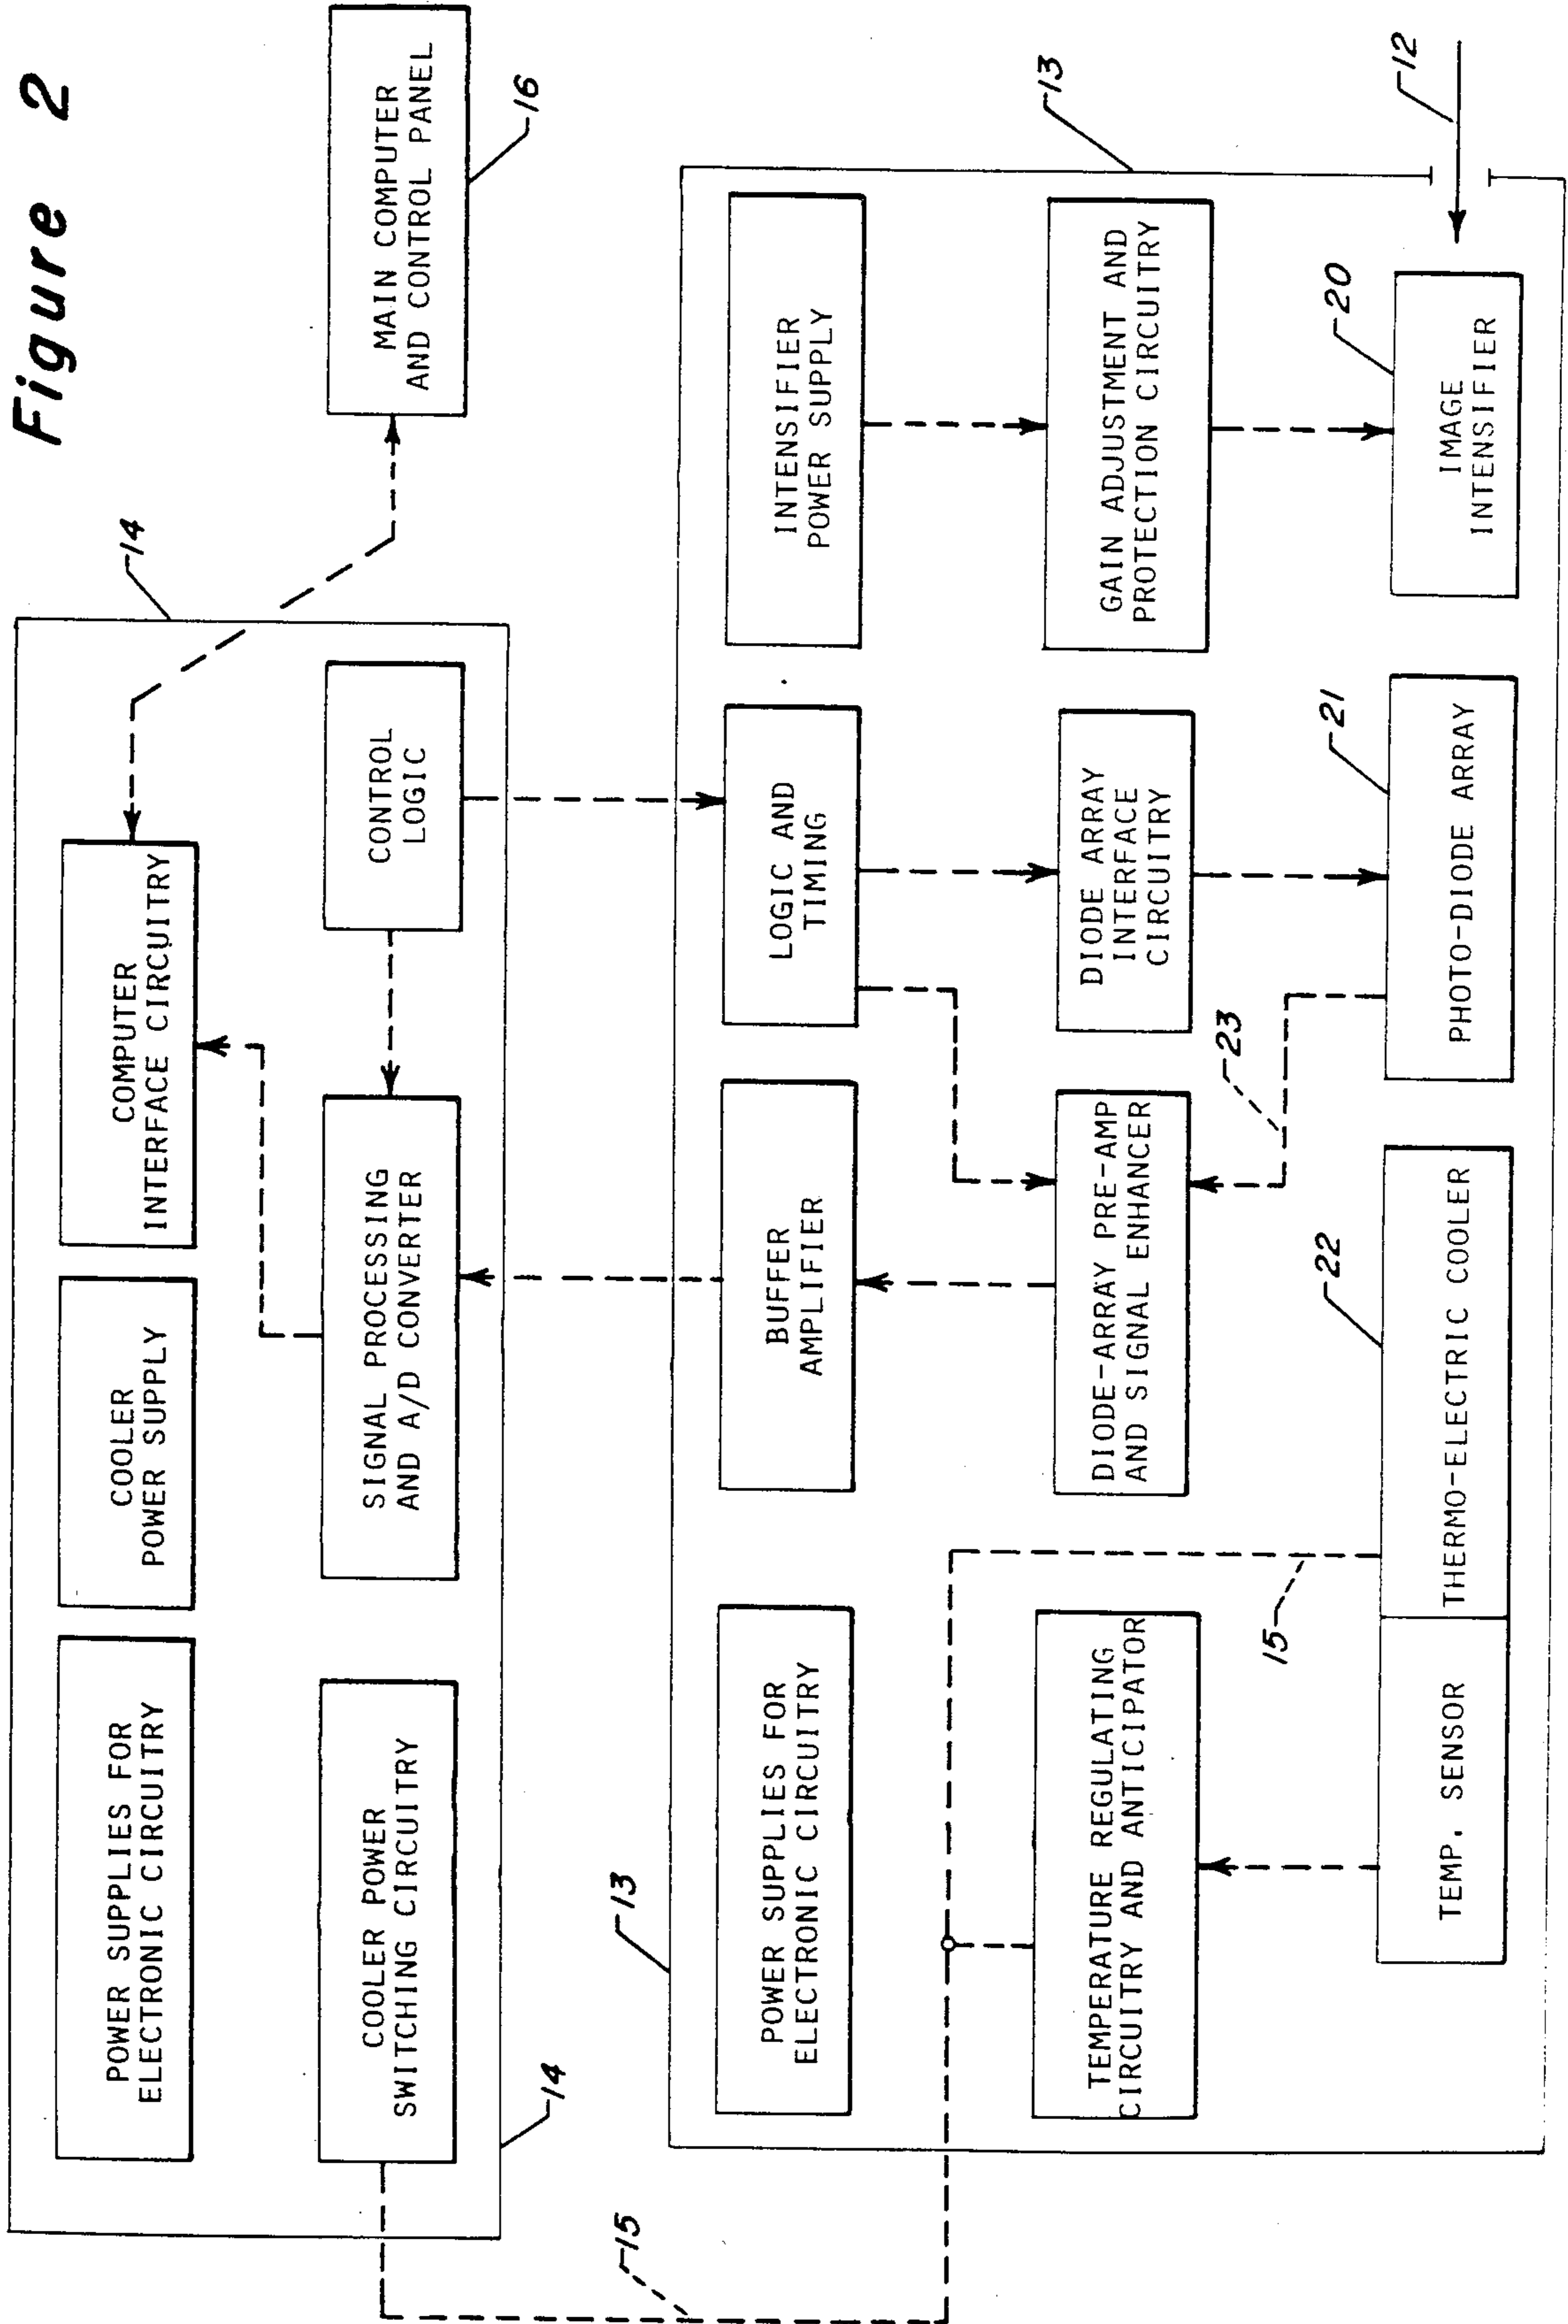 Figure 2
14
POWER SUPPLIES FOR
ELECTRONIC CIRCUITRY
COOLER
POWER SUPPLY
COMPUTER
INTERFACE CIRCUITRY
COOLER POWER
SWITCHING CIRCUITRY
SIGNAL PROCESSING
AND A/D CONVERTER
CONTROL
LOGIC
MAIN COMPUTER
AND CONTROL PANEL
16
14
15
13
13
POWER SUPPLIES FOR
ELECTRONIC CIRCUITRY
BUFFER
AMPLIFIER
LOGIC AND
TIMING
INTENSIFIER
POWER SUPPLY
TEMPERATURE REGULATING
CIRCUITRY AND ANTICIPATOR
DIODE-ARRAY PRE-AMP
AND SIGNAL ENHANCER
DIODE ARRAY
INTERFACE
CIRCUITRY
GAIN ADJUSTMENT AND
PROTECTION CIRCUITRY
15
23
22
21
20
12
TEMP. SENSOR
THERMO-ELECTRIC COOLER
PHOTO-DIODE ARRAY
IMAGE
INTENSIFIER